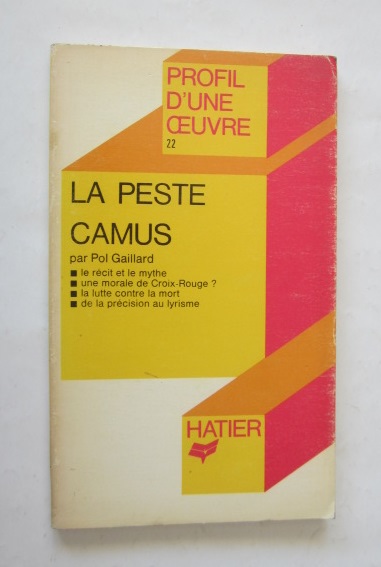 PROFIL
D'UNE
ŒUVRE
22
LA PESTE
CAMUS
par Pol Gaillard
■ le récit et le mythe
■ une morale de Croix-Rouge ?
■ la lutte contre la mort
■ de la précision au lyrisme
HATIER